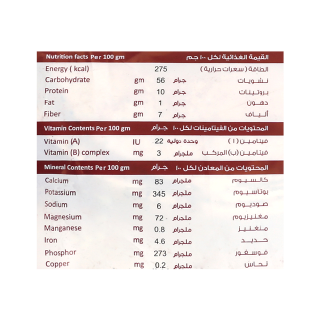 Nutrition facts Per 100 gm القيمة الغذائية لكل ١٠٠ جم
Energy ( kcal) 275 الطاقة ( سعرات حرارية )
Carbohydrate gm 56 جرام نشويات
Protein gm 10 جرام بروتينات
Fat gm 1 جرام دهون
Fiber gm 7 جرام ألياف
Vitamin Contents Per 100 gm المحتويات من الفيتامينات لكل ١٠٠ جرام
Vitamin (A) IU 22 وحدة دولية فيتامين ( أ )
Vitamin (B) complex mg 3 ملجرام فيتامين (ب) المركب
Mineral Contents Per 100 gm المحتويات من المعادن لكل ١٠٠ جرام
Calcium mg 83 ملجرام كالسيوم
Potassium mg 345 ملجرام بوتاسيوم
Sodium mg 6 ملجرام صوديوم
Magnesium mg 72 ملجرام مغنيزيوم
Manganese mg 0.8 ملجرام منغنيز
Iron mg 4.6 ملجرام حديد
Phosphor mg 273 ملجرام فوسفور
Copper mg 0.2 ملجرام نحاس